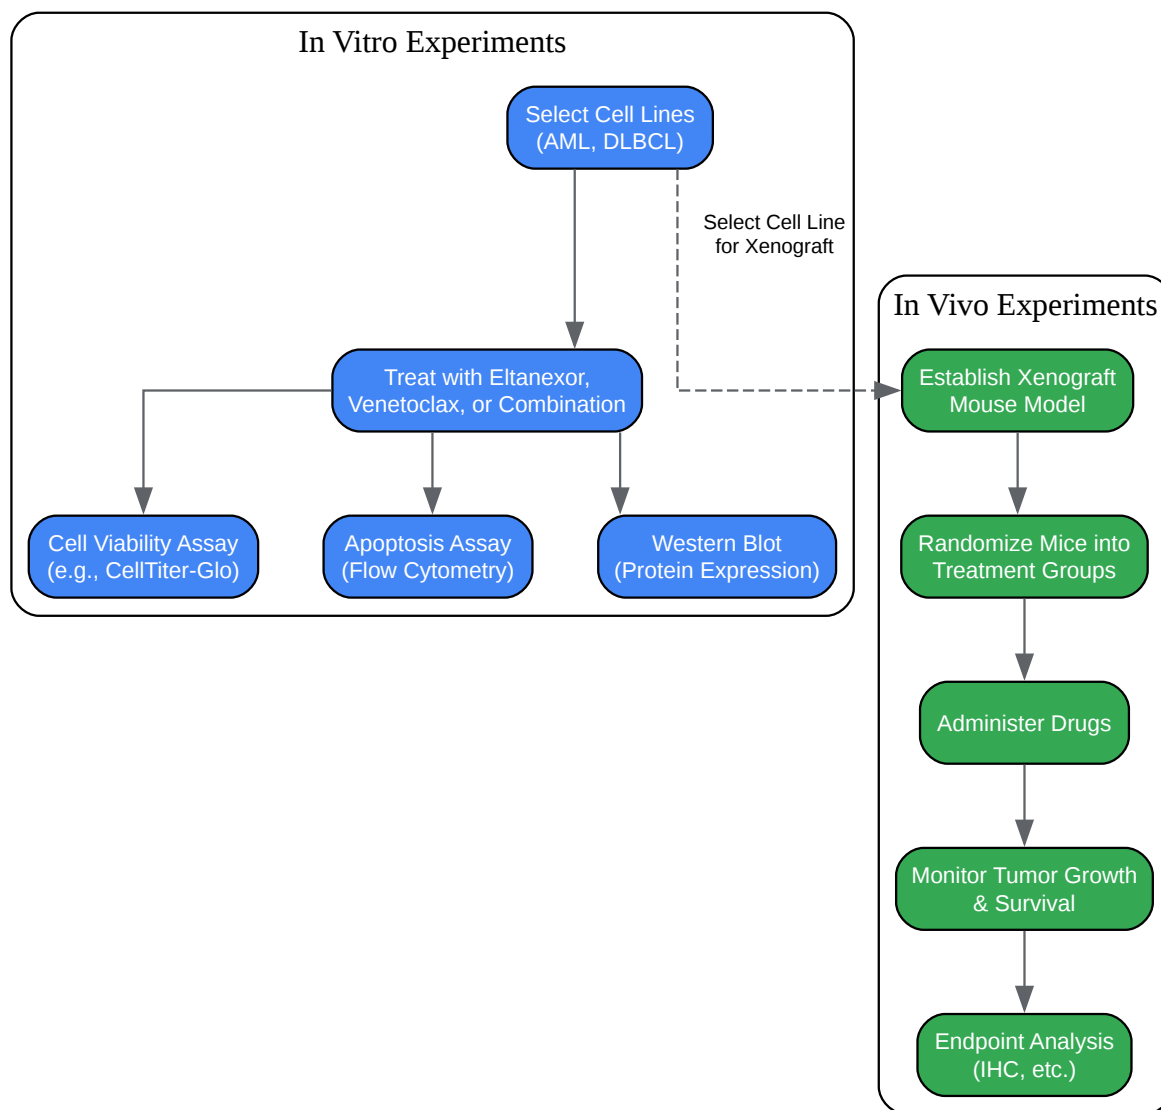 In Vitro Experiments
Select Cell Lines
(AML, DLBCL)
Select Cell Line
for Xenograft
Treat with Eltanexor,
Venetoclax, or Combination
Cell Viability Assay
(e.g., CellTiter-Glo)
Apoptosis Assay
(Flow Cytometry)
Western Blot
(Protein Expression)
In Vivo Experiments
Establish Xenograft
Mouse Model
Randomize Mice into
Treatment Groups
Administer Drugs
Monitor Tumor Growth
& Survival
Endpoint Analysis
(IHC, etc.)